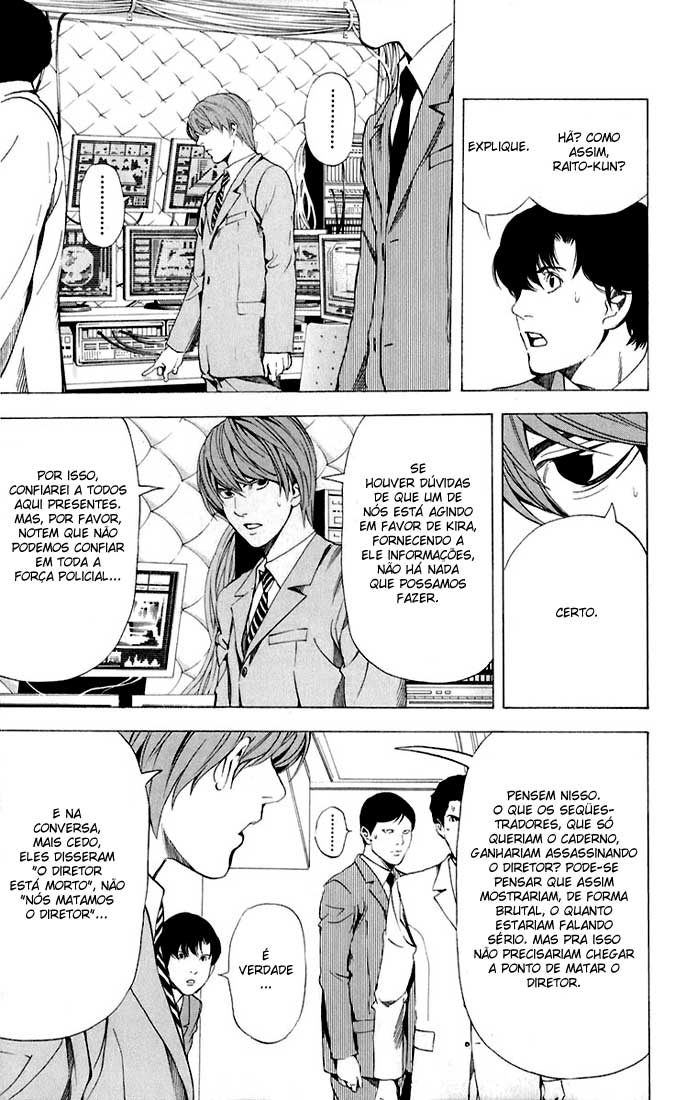 HÃ? COMO
ASSIM,
RAITO-KUN?
EXPLIQUE.
.........
.........
CERTO.
SE
HOUVER DÚVIDAS
DE QUE UM DE
NÓS ESTÁ AGINDO
EM FAVOR DE KIRA,
FORNECENDO A
ELE INFORMAÇÕES,
NÃO HÁ NADA
QUE POSSAMOS
FAZER.
POR ISSO,
CONFIAREI A TODOS
AQUI PRESENTES.
MAS, POR FAVOR,
NOTEM QUE NÃO
PODEMOS CONFIAR
EM TODA A
FORÇA POLICIAL...
PENSEM NISSO.
O QUE OS SEQÜES-
TRADORES, QUE SÓ
QUERIAM O CADERNO,
GANHARIAM ASSASSINANDO
O DIRETOR? PODE-SE
PENSAR QUE ASSIM
MOSTRARIAM, DE FORMA
BRUTAL, O QUANTO
ESTARIAM FALANDO
SÉRIO. MAS PRA ISSO
NÃO PRECISARIAM CHEGAR
A PONTO DE MATAR O
DIRETOR.
.......
É
VERDADE
...
E NA
CONVERSA,
MAIS CEDO,
ELES DISSERAM
"O DIRETOR
ESTÁ MORTO", NÃO
"NÓS MATAMOS
O DIRETOR"...